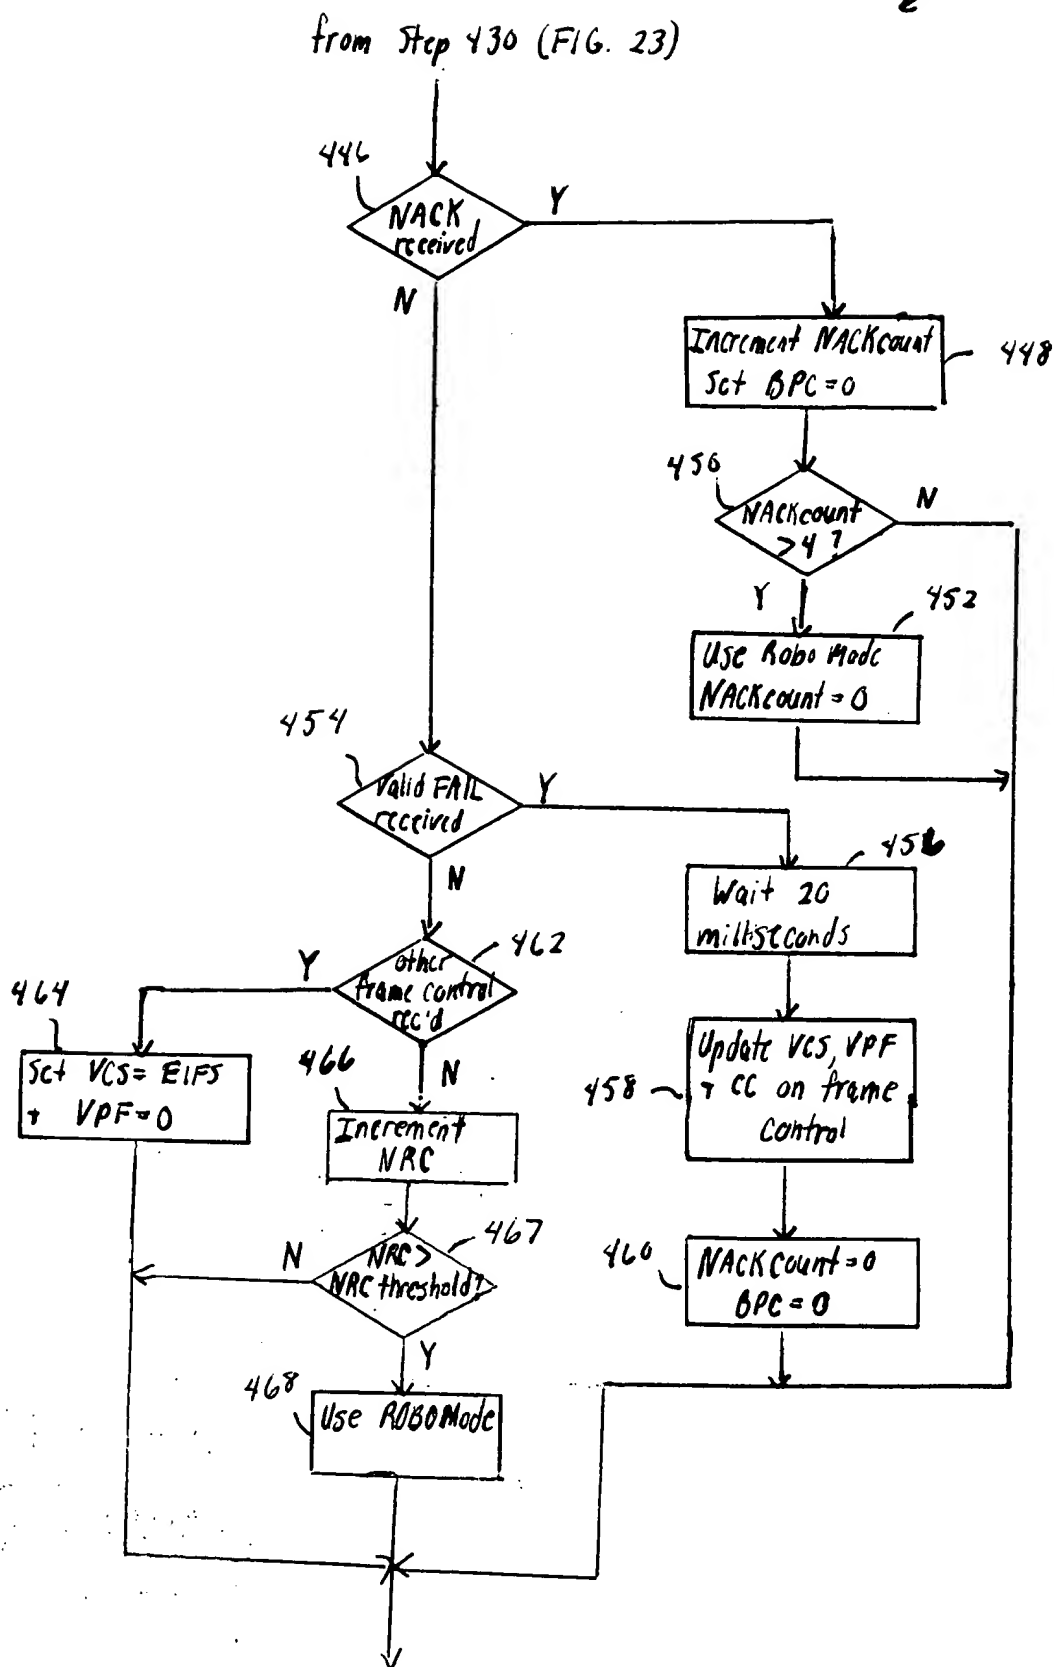 2
from Step 430 (FIG. 23)
446
NACK
received
Y
N
Increment NACKcount
Set BPC=0
448
450
NACKcount
>4?
N
Y
452
Use Robo Mode
NACKcount=0
454
Valid FAIL
received
Y
N
456
Wait 20
milliseconds
462
other
frame control
rec'd
Y
N
464
Set VCS=EIFS
+ VPF=0
458
Update VCS, VPF
+ CC on frame
control
466
Increment
NRC
467
NRC>
NRC threshold?
N
Y
460
NACKCount=0
BPC=0
468
Use ROBOMode